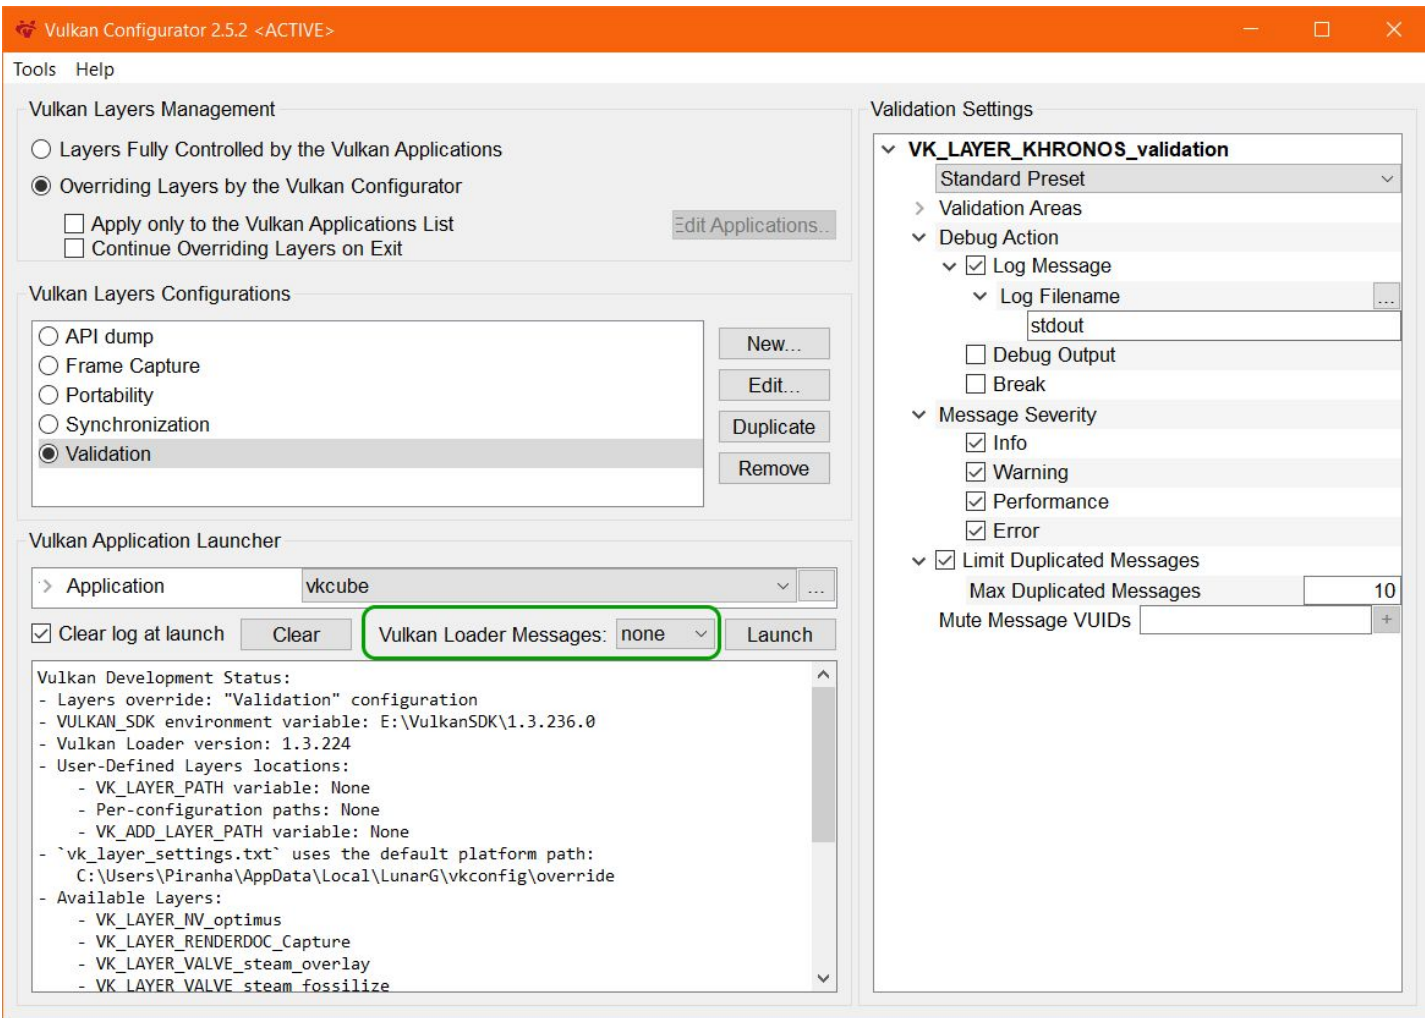 Vulkan Configurator 2.5.2 <ACTIVE>
Tools Help
Vulkan Layers Management
Layers Fully Controlled by the Vulkan Applications
Overriding Layers by the Vulkan Configurator
Apply only to the Vulkan Applications List
Edit Applications..
Continue Overriding Layers on Exit
Vulkan Layers Configurations
API dump
Frame Capture
Portability
Synchronization
Validation
New...
Edit...
Duplicate
Remove
Vulkan Application Launcher
Application vkcube ...
Clear log at launch Clear Vulkan Loader Messages: none Launch
Vulkan Development Status:
- Layers override: "Validation" configuration
- VULKAN_SDK environment variable: E:\VulkanSDK\1.3.236.0
- Vulkan Loader version: 1.3.224
- User-Defined Layers locations:
- VK_LAYER_PATH variable: None
- Per-configuration paths: None
- VK_ADD_LAYER_PATH variable: None
- `vk_layer_settings.txt` uses the default platform path:
C:\Users\Piranha\AppData\Local\LunarG\vkconfig\override
- Available Layers:
- VK_LAYER_NV_optimus
- VK_LAYER_RENDERDOC_Capture
- VK_LAYER_VALVE_steam_overlay
- VK_LAYER_VALVE_steam_fossilize
Validation Settings
VK_LAYER_KHRONOS_validation
Standard Preset
Validation Areas
Debug Action
Log Message
Log Filename ...
stdout
Debug Output
Break
Message Severity
Info
Warning
Performance
Error
Limit Duplicated Messages
Max Duplicated Messages 10
Mute Message VUIDs +